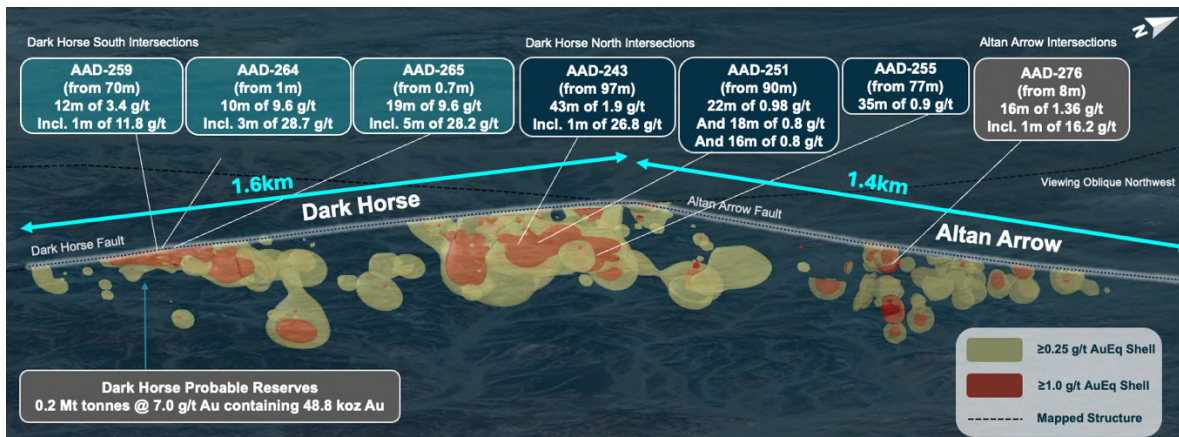 Dark Horse South Intersections
AAD-259
(from 70m)
12m of 3.4 g/t
Incl. 1m of 11.8 g/t
AAD-264
(from 1m)
10m of 9.6 g/t
Incl. 3m of 28.7 g/t
AAD-265
(from 0.7m)
19m of 9.6 g/t
Incl. 5m of 28.2 g/t
Dark Horse North Intersections
AAD-243
(from 97m)
43m of 1.9 g/t
Incl. 1m of 26.8 g/t
AAD-251
(from 90m)
22m of 0.98 g/t
And 18m of 0.8 g/t
And 16m of 0.8 g/t
AAD-255
(from 77m)
35m of 0.9 g/t
Altan Arrow Intersections
AAD-276
(from 8m)
16m of 1.36 g/t
Incl. 1m of 16.2 g/t
N
1.6km
1.4km
Viewing Oblique Northwest
Dark Horse
Altan Arrow Fault
Dark Horse Fault
Altan Arrow
Dark Horse Probable Reserves
0.2 Mt tonnes @ 7.0 g/t Au containing 48.8 koz Au
≥0.25 g/t AuEq Shell
≥1.0 g/t AuEq Shell
Mapped Structure